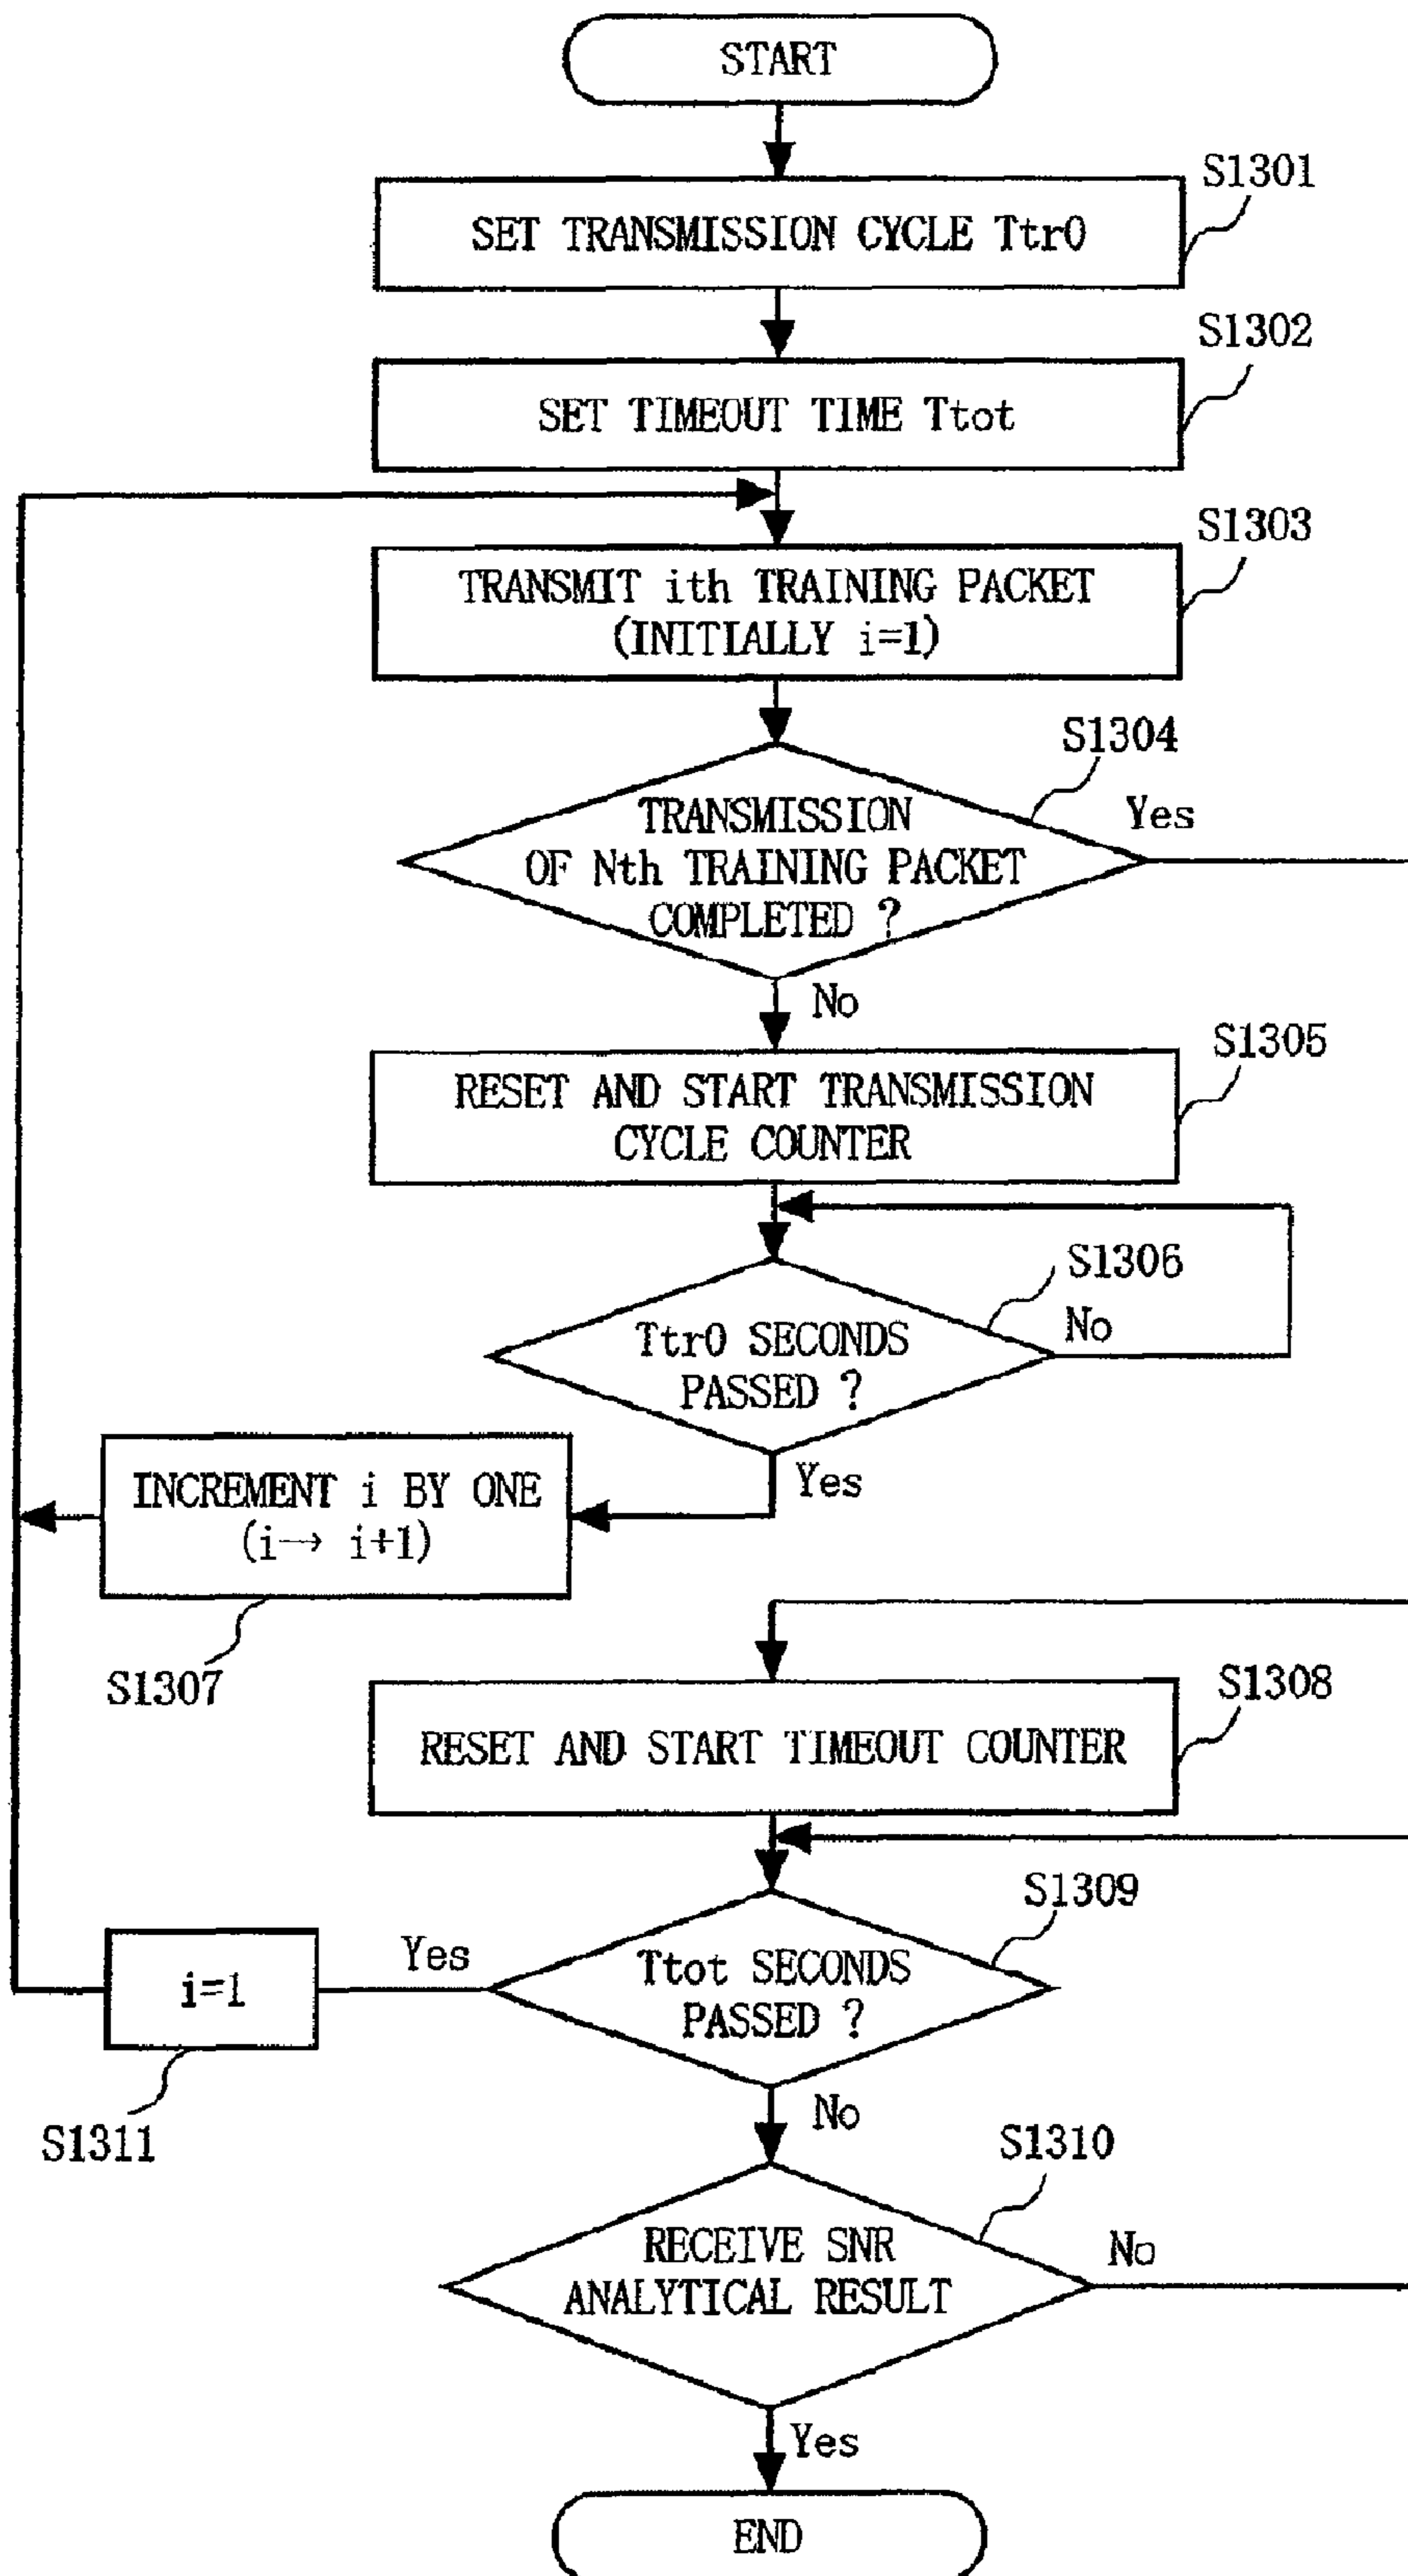 START
S1301
SET TRANSMISSION CYCLE Ttr0
S1302
SET TIMEOUT TIME Ttot
S1303
TRANSMIT ith TRAINING PACKET
(INITIALLY i=1)
S1304
TRANSMISSION
OF Nth TRAINING PACKET
COMPLETED ?
Yes
No
S1305
RESET AND START TRANSMISSION
CYCLE COUNTER
S1306
Ttr0 SECONDS
PASSED ?
No
Yes
INCREMENT i BY ONE
(i→ i+1)
S1307
S1308
RESET AND START TIMEOUT COUNTER
S1309
Ttot SECONDS
PASSED ?
Yes
i=1
S1311
No
S1310
RECEIVE SNR
ANALYTICAL RESULT
No
Yes
END